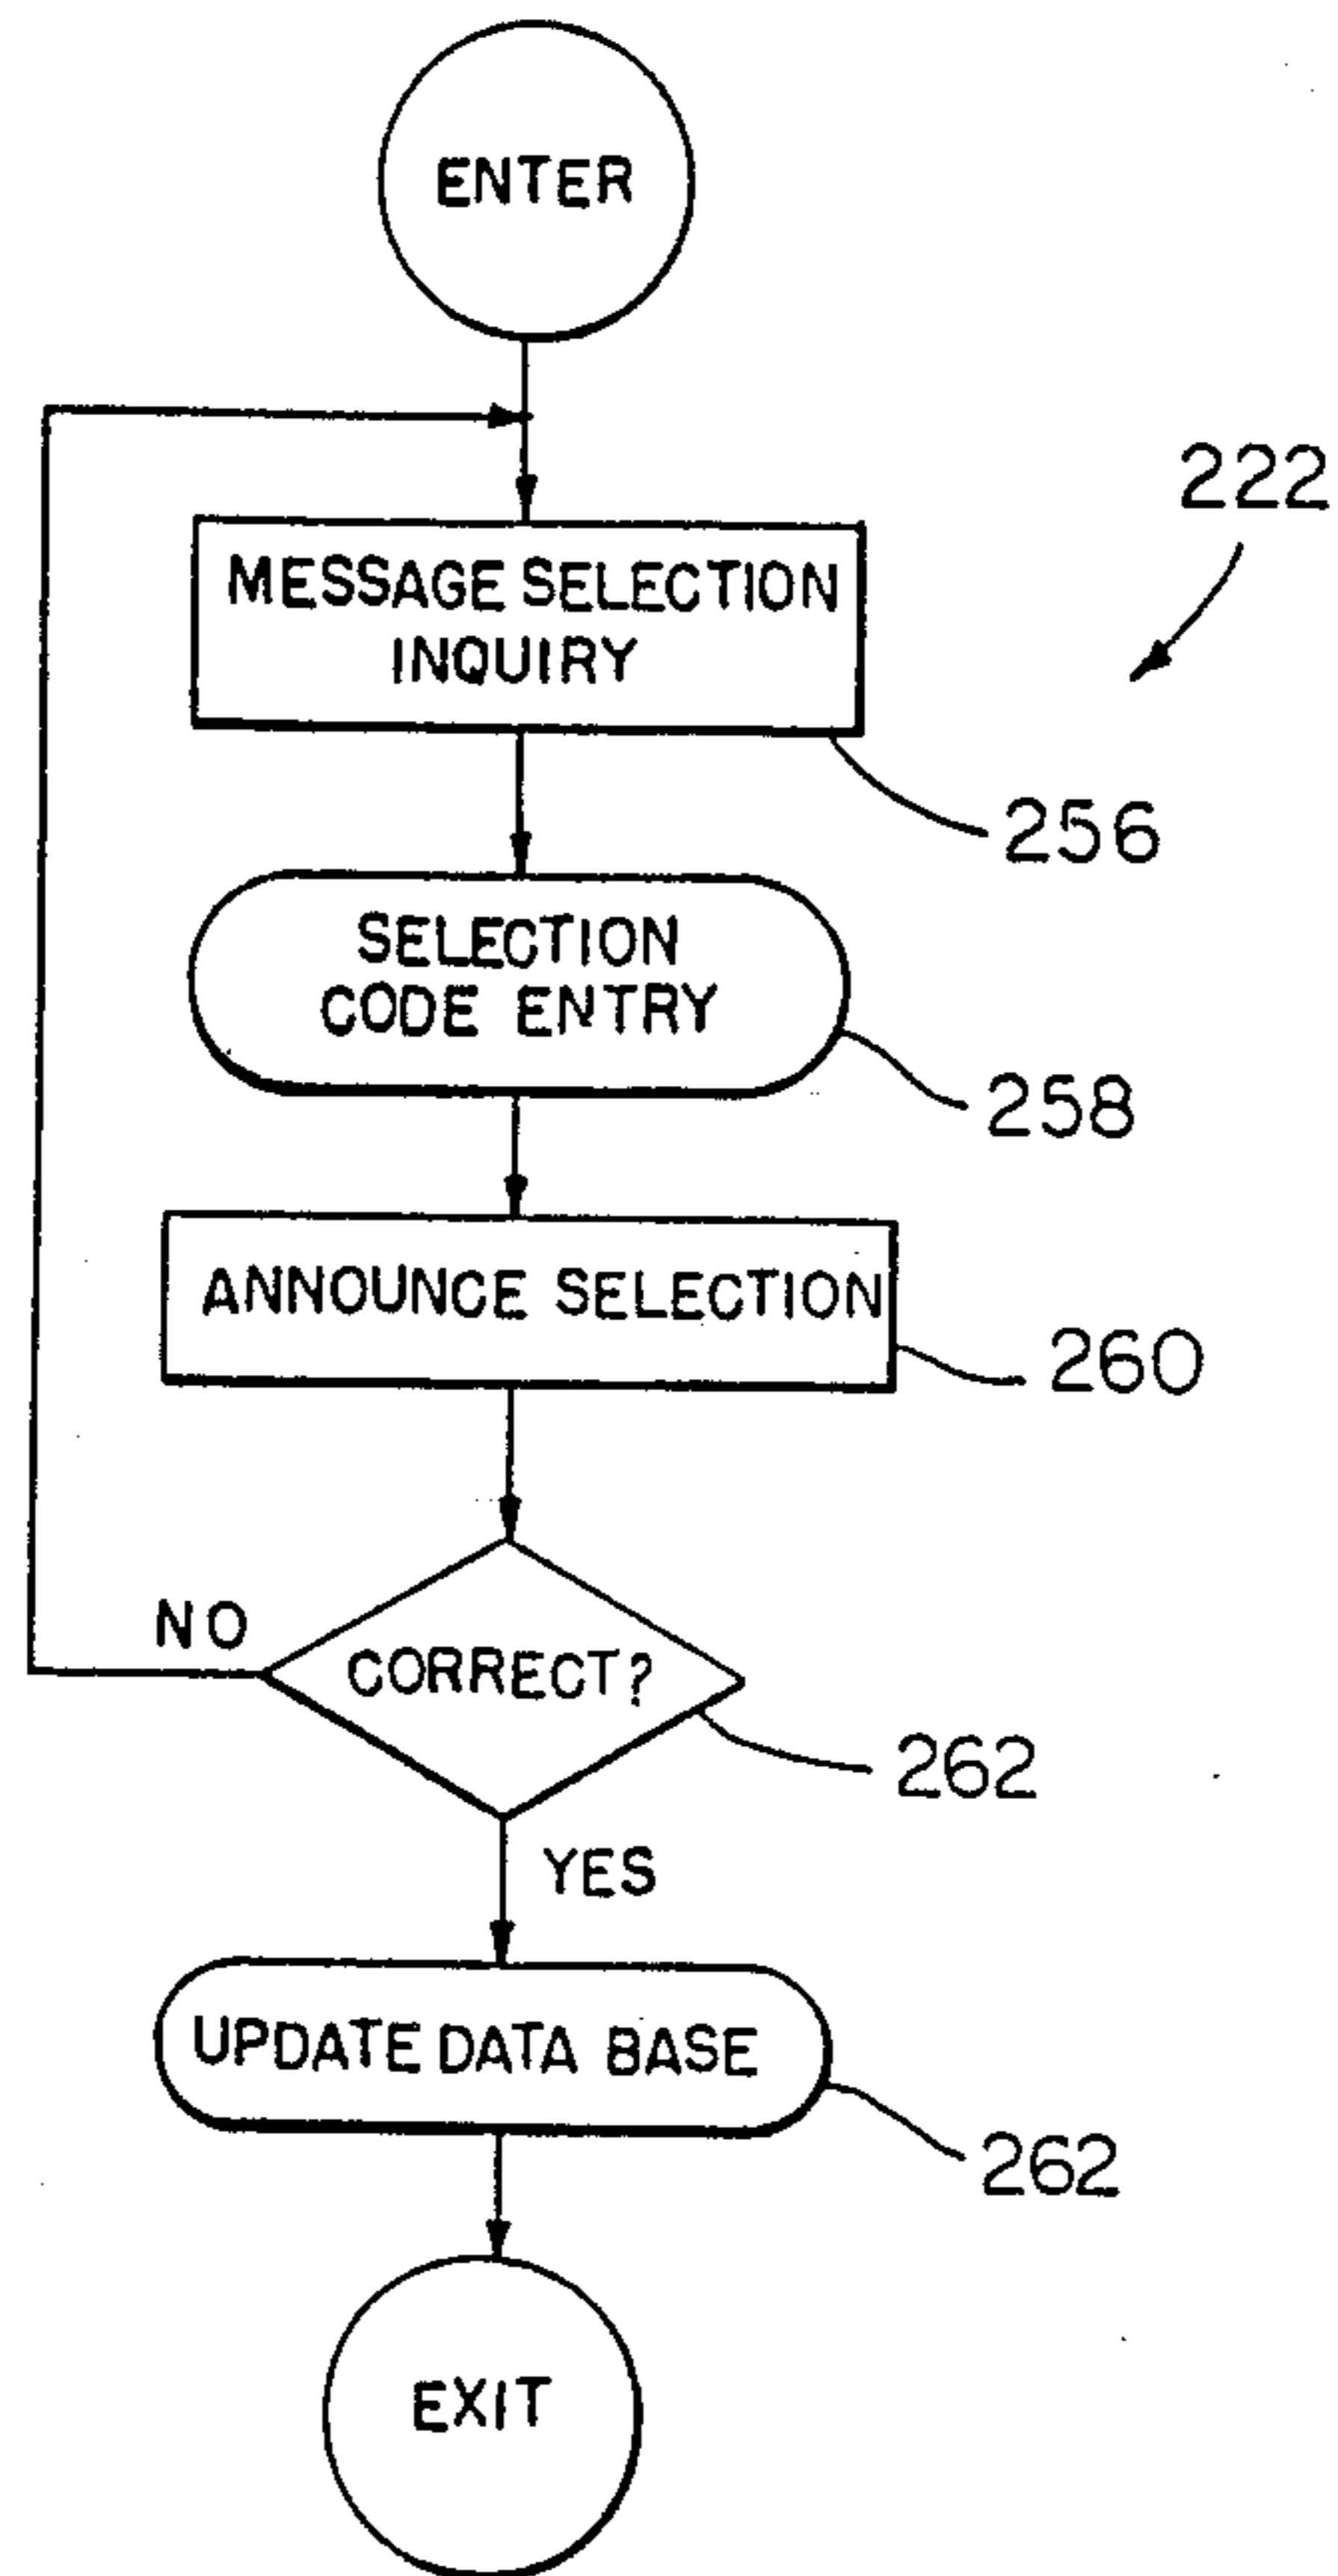 ENTER
222
MESSAGE SELECTION
INQUIRY
256
SELECTION
CODE ENTRY
258
ANNOUNCE SELECTION
260
NO
CORRECT?
262
YES
UPDATE DATA BASE
262
EXIT